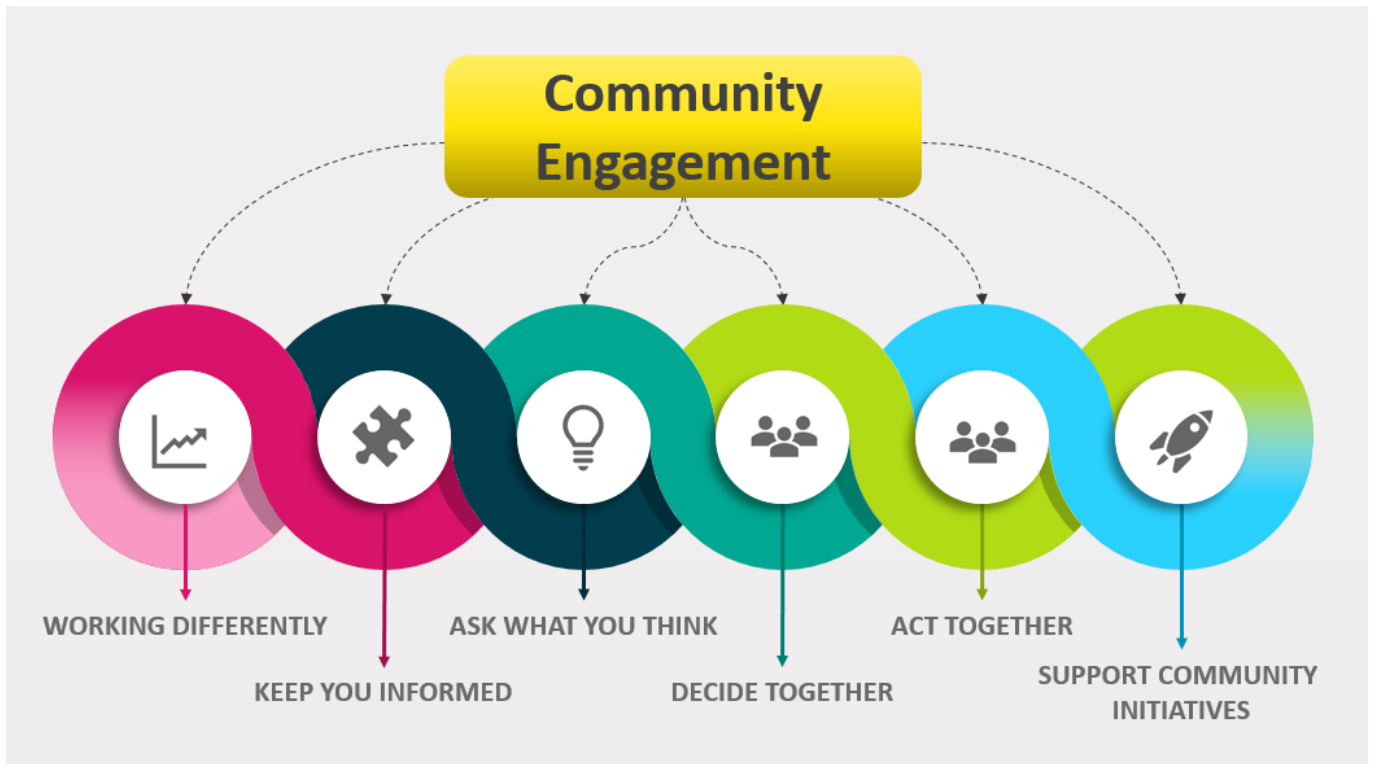 Community
Engagement
WORKING DIFFERENTLY
KEEP YOU INFORMED
ASK WHAT YOU THINK
DECIDE TOGETHER
ACT TOGETHER
SUPPORT COMMUNITY
INITIATIVES